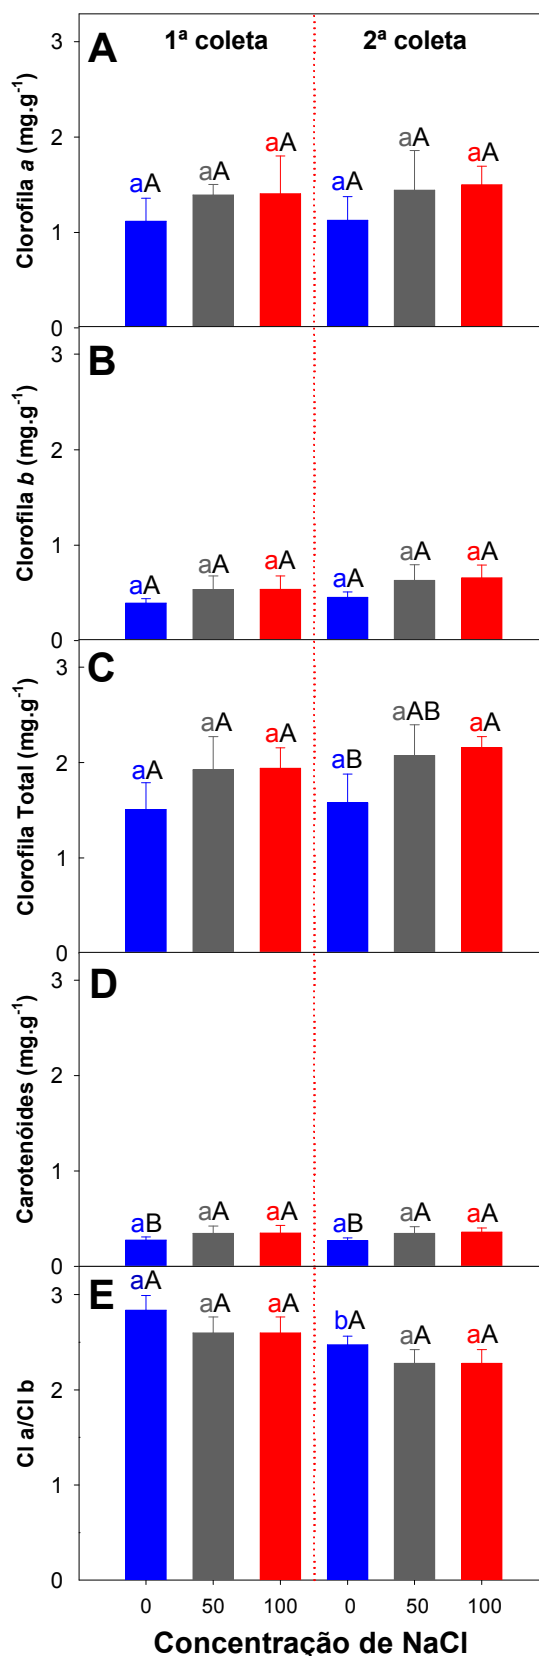 A
1ª coleta
2ª coleta
Clorofila a (mg.g⁻¹)
3
2
1
0
aA
aA
aA
aA
aA
aA
B
Clorofila b (mg.g⁻¹)
3
2
1
0
aA
aA
aA
aA
aA
aA
C
Clorofila Total (mg.g⁻¹)
3
2
1
0
aA
aA
aA
aB
aAB
aA
D
Carotenóides (mg.g⁻¹)
3
2
1
0
aB
aA
aA
aB
aA
aA
E
Cl a/Cl b
3
2
1
0
aA
aA
aA
bA
aA
aA
0 50 100 0 50 100
Concentração de NaCl